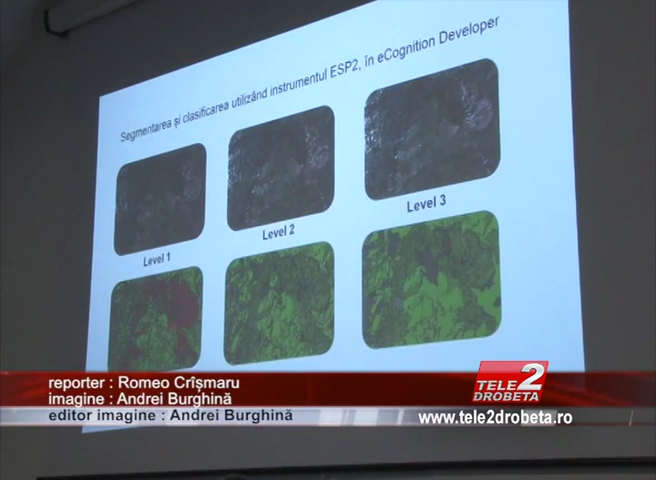 Segmentarea și clasificarea utilizând instrumentul ESP2, în eCognition Developer
Level 1
Level 2
Level 3
reporter : Romeo Crîşmaru
imagine : Andrei Burghină
editor imagine : Andrei Burghină
TELE 2
DROBETA
www.tele2drobeta.ro